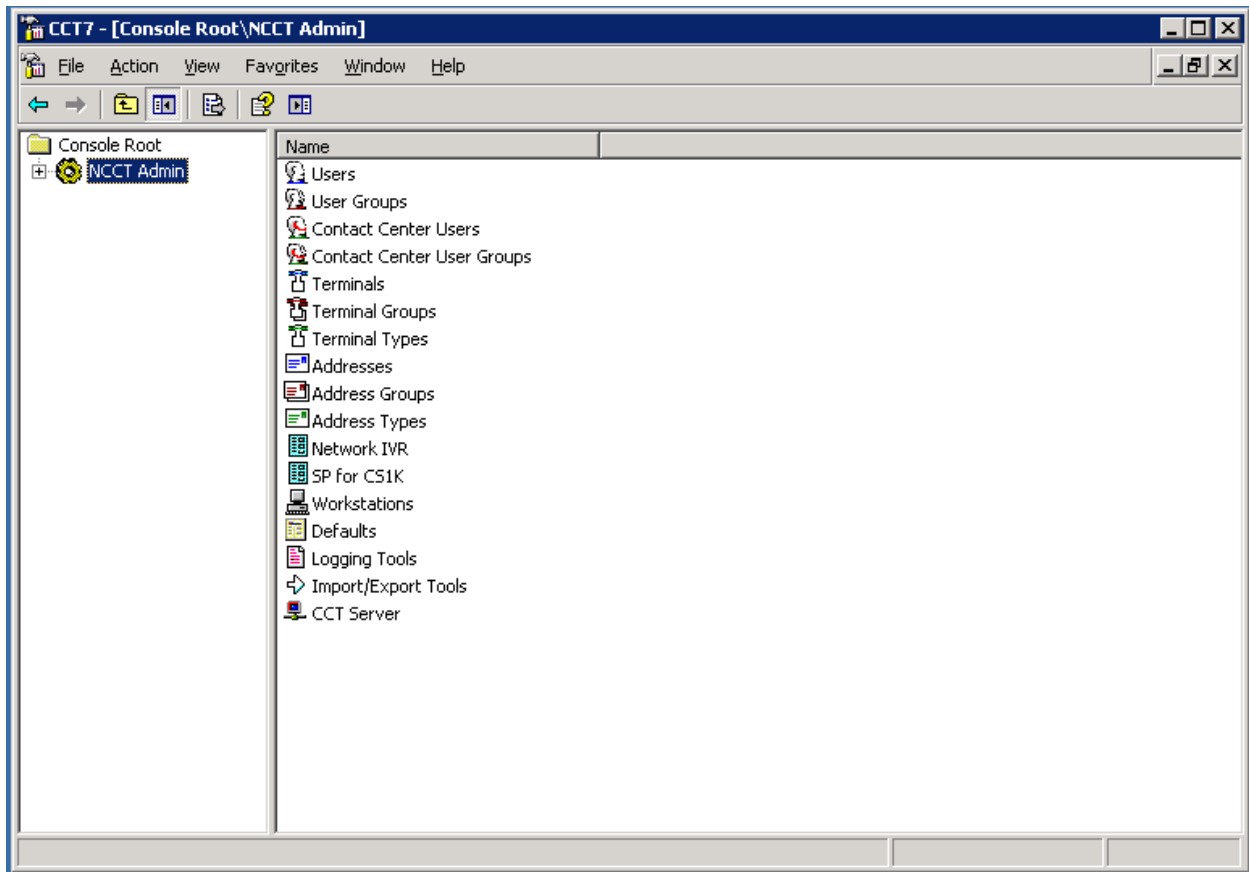 CCT7 - [Console Root\NCCT Admin]
File Action View Favorites Window Help
Console Root
NCCT Admin
Name
Users
User Groups
Contact Center Users
Contact Center User Groups
Terminals
Terminal Groups
Terminal Types
Addresses
Address Groups
Address Types
Network IVR
SP for CS1K
Workstations
Defaults
Logging Tools
Import/Export Tools
CCT Server